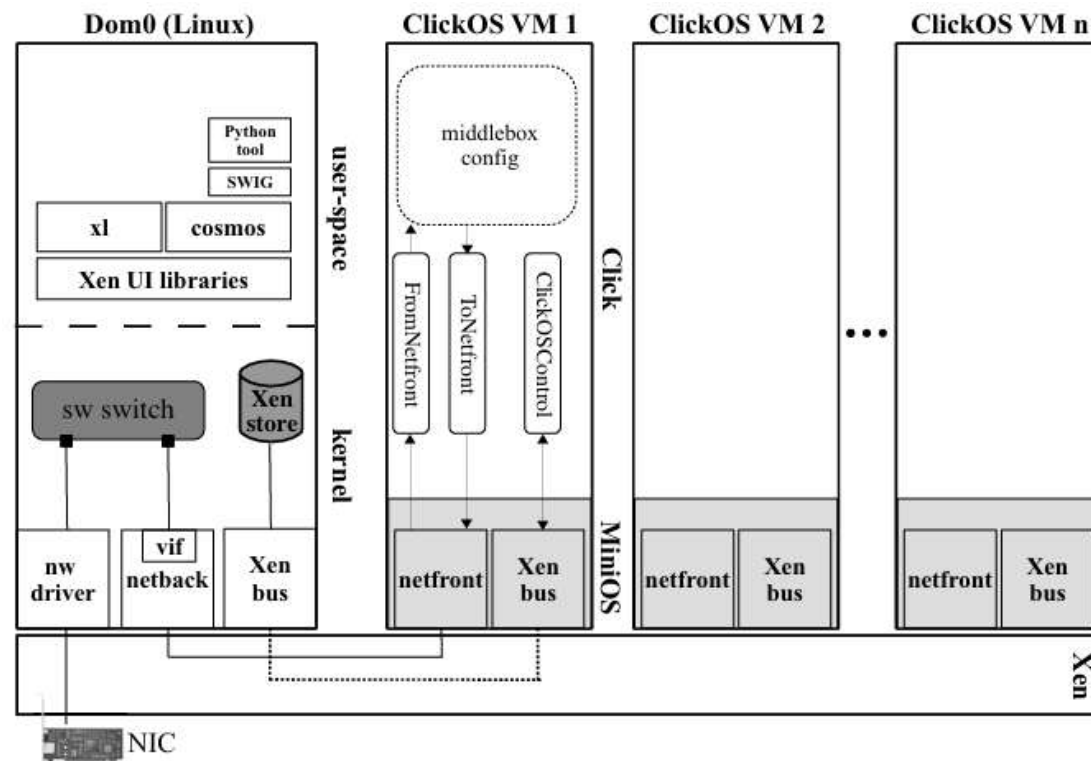 Dom0 (Linux)
ClickOS VM 1
ClickOS VM 2
ClickOS VM n
Python
tool
SWIG
xl
cosmos
Xen UI libraries
user-space
sw switch
Xen
store
kernel
nw
driver
vif
netback
Xen
bus
middlebox
config
FromNetfront
ToNetfront
ClickOSControl
Click
netfront
Xen
bus
MiniOS
netfront
Xen
bus
...
netfront
Xen
bus
Xen
NIC